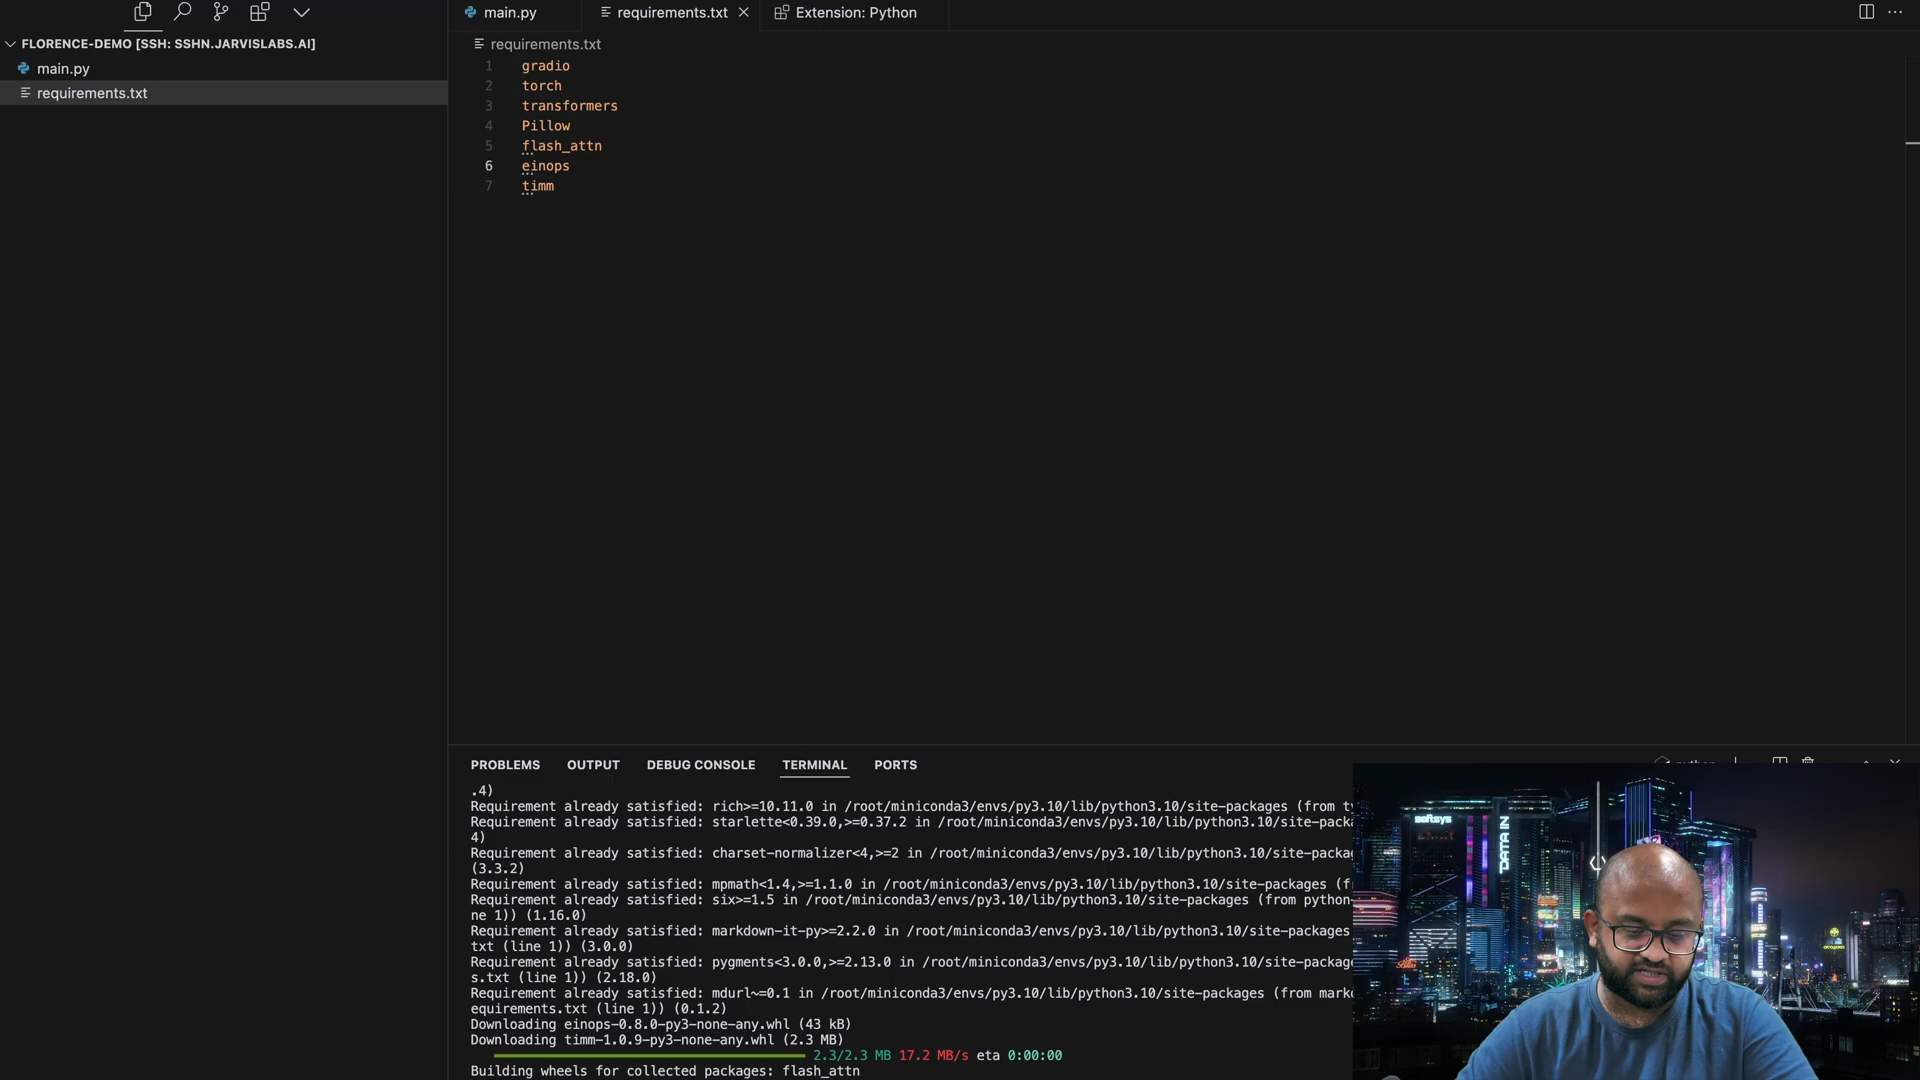 main.py
requirements.txt
Extension: Python
FLORENCE-DEMO [SSH: SSHN.JARVISLABS.AI]
main.py
requirements.txt
requirements.txt
1 gradio
2 torch
3 transformers
4 Pillow
5 flash_attn
6 einops
7 timm
PROBLEMS OUTPUT DEBUG CONSOLE TERMINAL PORTS
.4)
Requirement already satisfied: rich>=10.11.0 in /root/miniconda3/envs/py3.10/lib/python3.10/site-packages (from ty
Requirement already satisfied: starlette<0.39.0,>=0.37.2 in /root/miniconda3/envs/py3.10/lib/python3.10/site-packa
4)
Requirement already satisfied: charset-normalizer<4,>=2 in /root/miniconda3/envs/py3.10/lib/python3.10/site-packag
(3.3.2)
Requirement already satisfied: mpmath<1.4,>=1.1.0 in /root/miniconda3/envs/py3.10/lib/python3.10/site-packages (fr
Requirement already satisfied: six>=1.5 in /root/miniconda3/envs/py3.10/lib/python3.10/site-packages (from python-
ne 1)) (1.16.0)
Requirement already satisfied: markdown-it-py>=2.2.0 in /root/miniconda3/envs/py3.10/lib/python3.10/site-packages
txt (line 1)) (3.0.0)
Requirement already satisfied: pygments<3.0.0,>=2.13.0 in /root/miniconda3/envs/py3.10/lib/python3.10/site-package
s.txt (line 1)) (2.18.0)
Requirement already satisfied: mdurl~=0.1 in /root/miniconda3/envs/py3.10/lib/python3.10/site-packages (from markd
equirements.txt (line 1)) (0.1.2)
Downloading einops-0.8.0-py3-none-any.whl (43 kB)
Downloading timm-1.0.9-py3-none-any.whl (2.3 MB)
2.3/2.3 MB 17.2 MB/s eta 0:00:00
Building wheels for collected packages: flash_attn
softsys
DATA IN